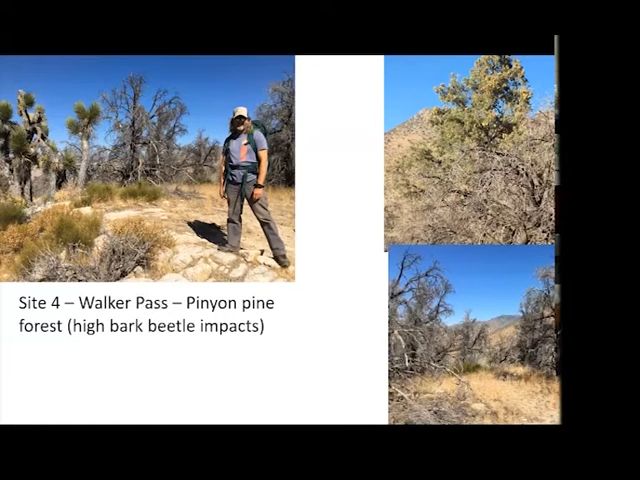 Site 4 – Walker Pass – Pinyon pine
forest (high bark beetle impacts)